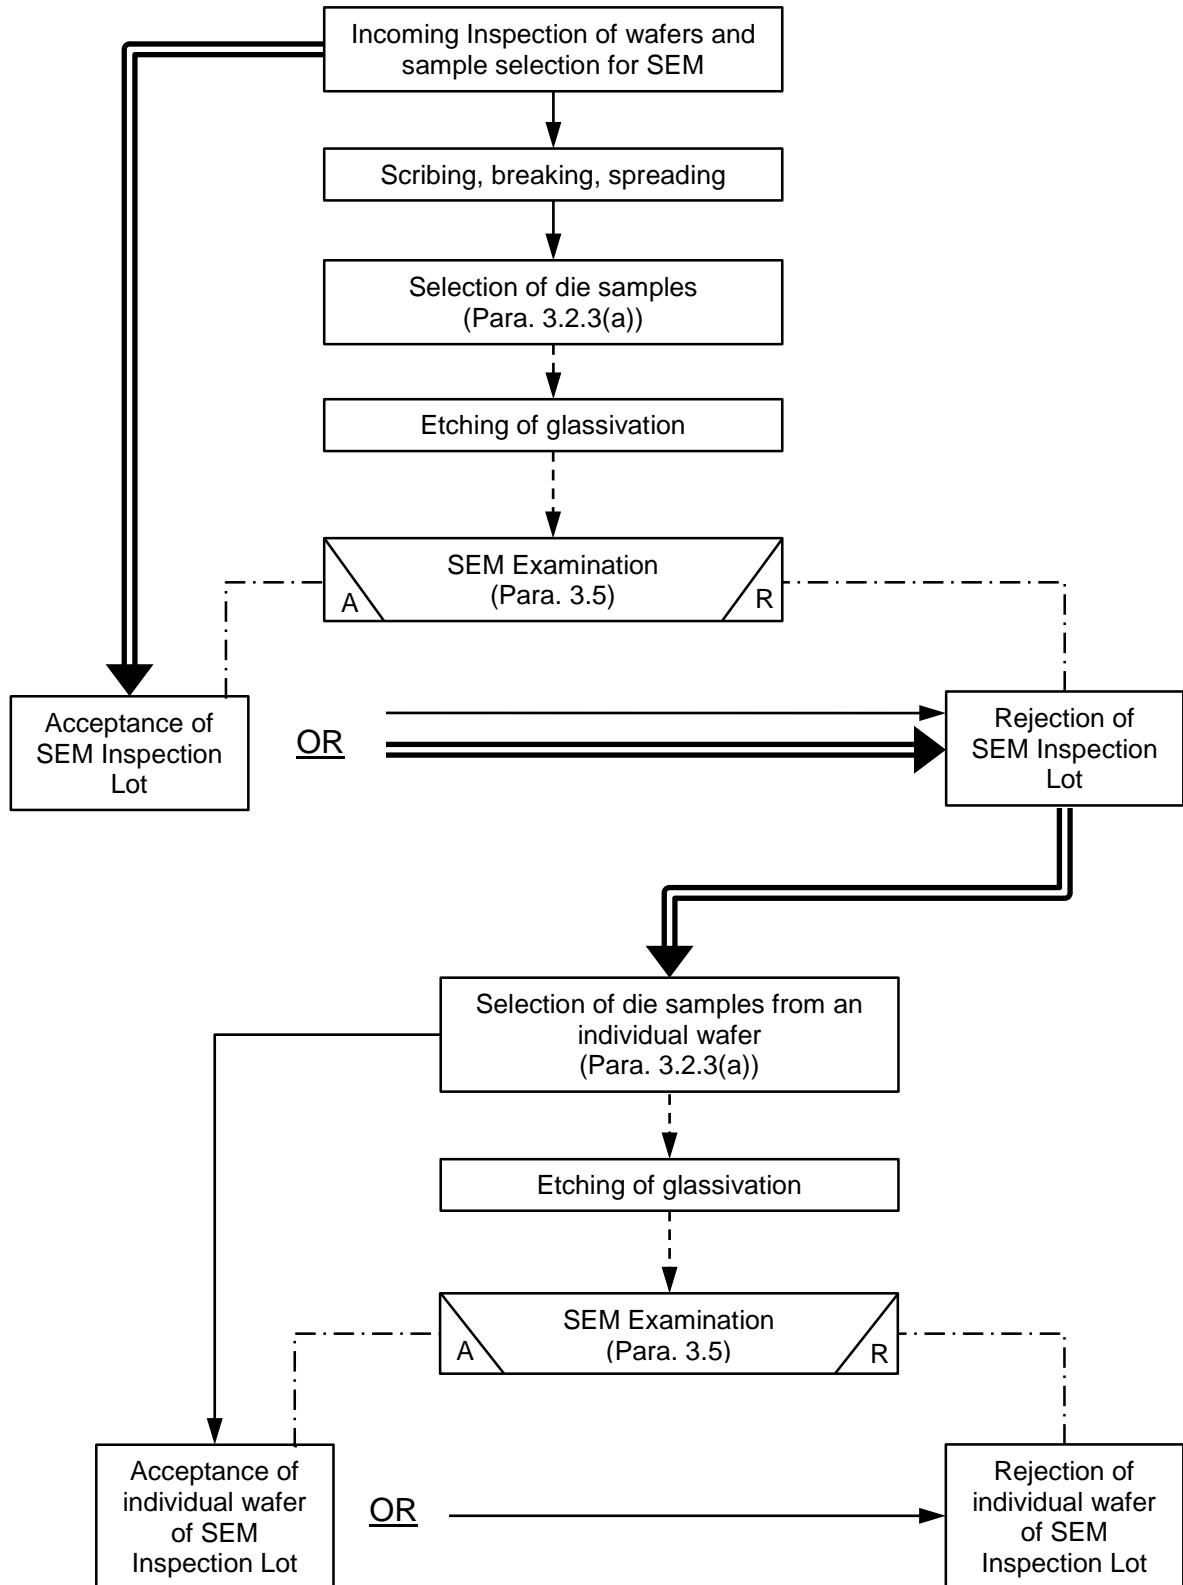 Incoming Inspection of wafers and
sample selection for SEM
Scribing, breaking, spreading
Selection of die samples
(Para. 3.2.3(a))
Etching of glassivation
SEM Examination
(Para. 3.5)
A
R
Acceptance of
SEM Inspection
Lot
OR
Rejection of
SEM Inspection
Lot
Selection of die samples from an
individual wafer
(Para. 3.2.3(a))
Etching of glassivation
SEM Examination
(Para. 3.5)
A
R
Acceptance of
individual wafer
of SEM
Inspection Lot
OR
Rejection of
individual wafer
of SEM
Inspection Lot